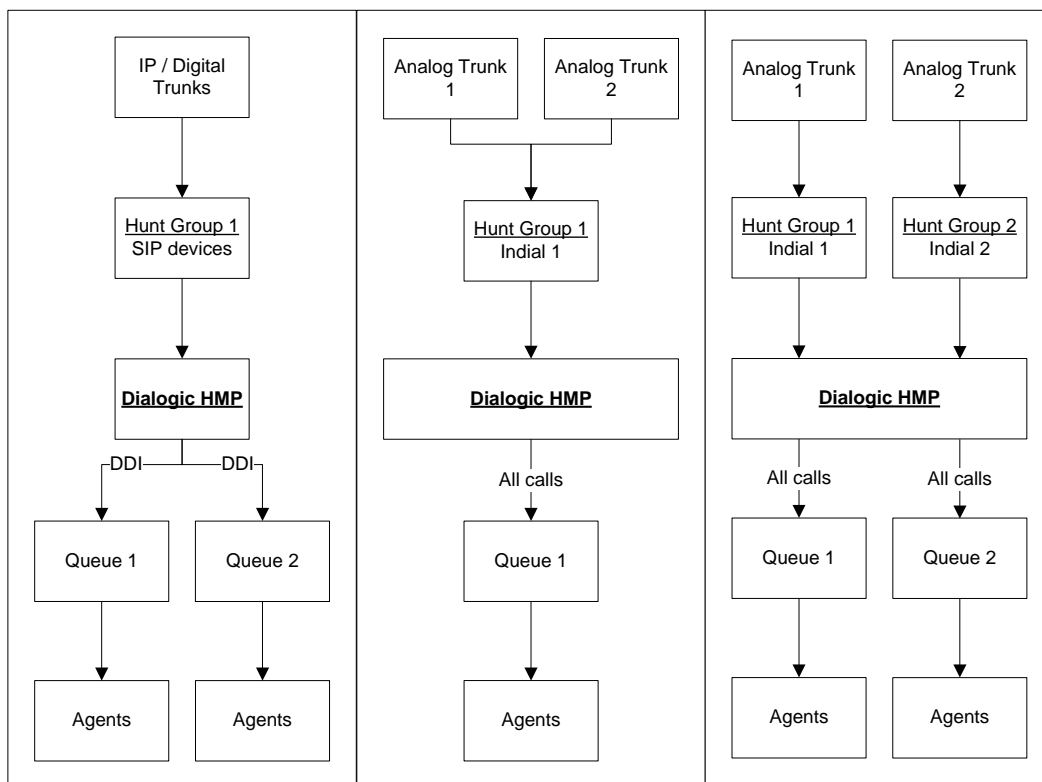 IP / Digital
Trunks
Hunt Group 1
SIP devices
Dialogic HMP
DDI
DDI
Queue 1
Queue 2
Agents
Agents
Analog Trunk
1
Analog Trunk
2
Hunt Group 1
Indial 1
Dialogic HMP
All calls
Queue 1
Agents
Analog Trunk
1
Analog Trunk
2
Hunt Group 1
Indial 1
Hunt Group 2
Indial 2
Dialogic HMP
All calls
All calls
Queue 1
Queue 2
Agents
Agents